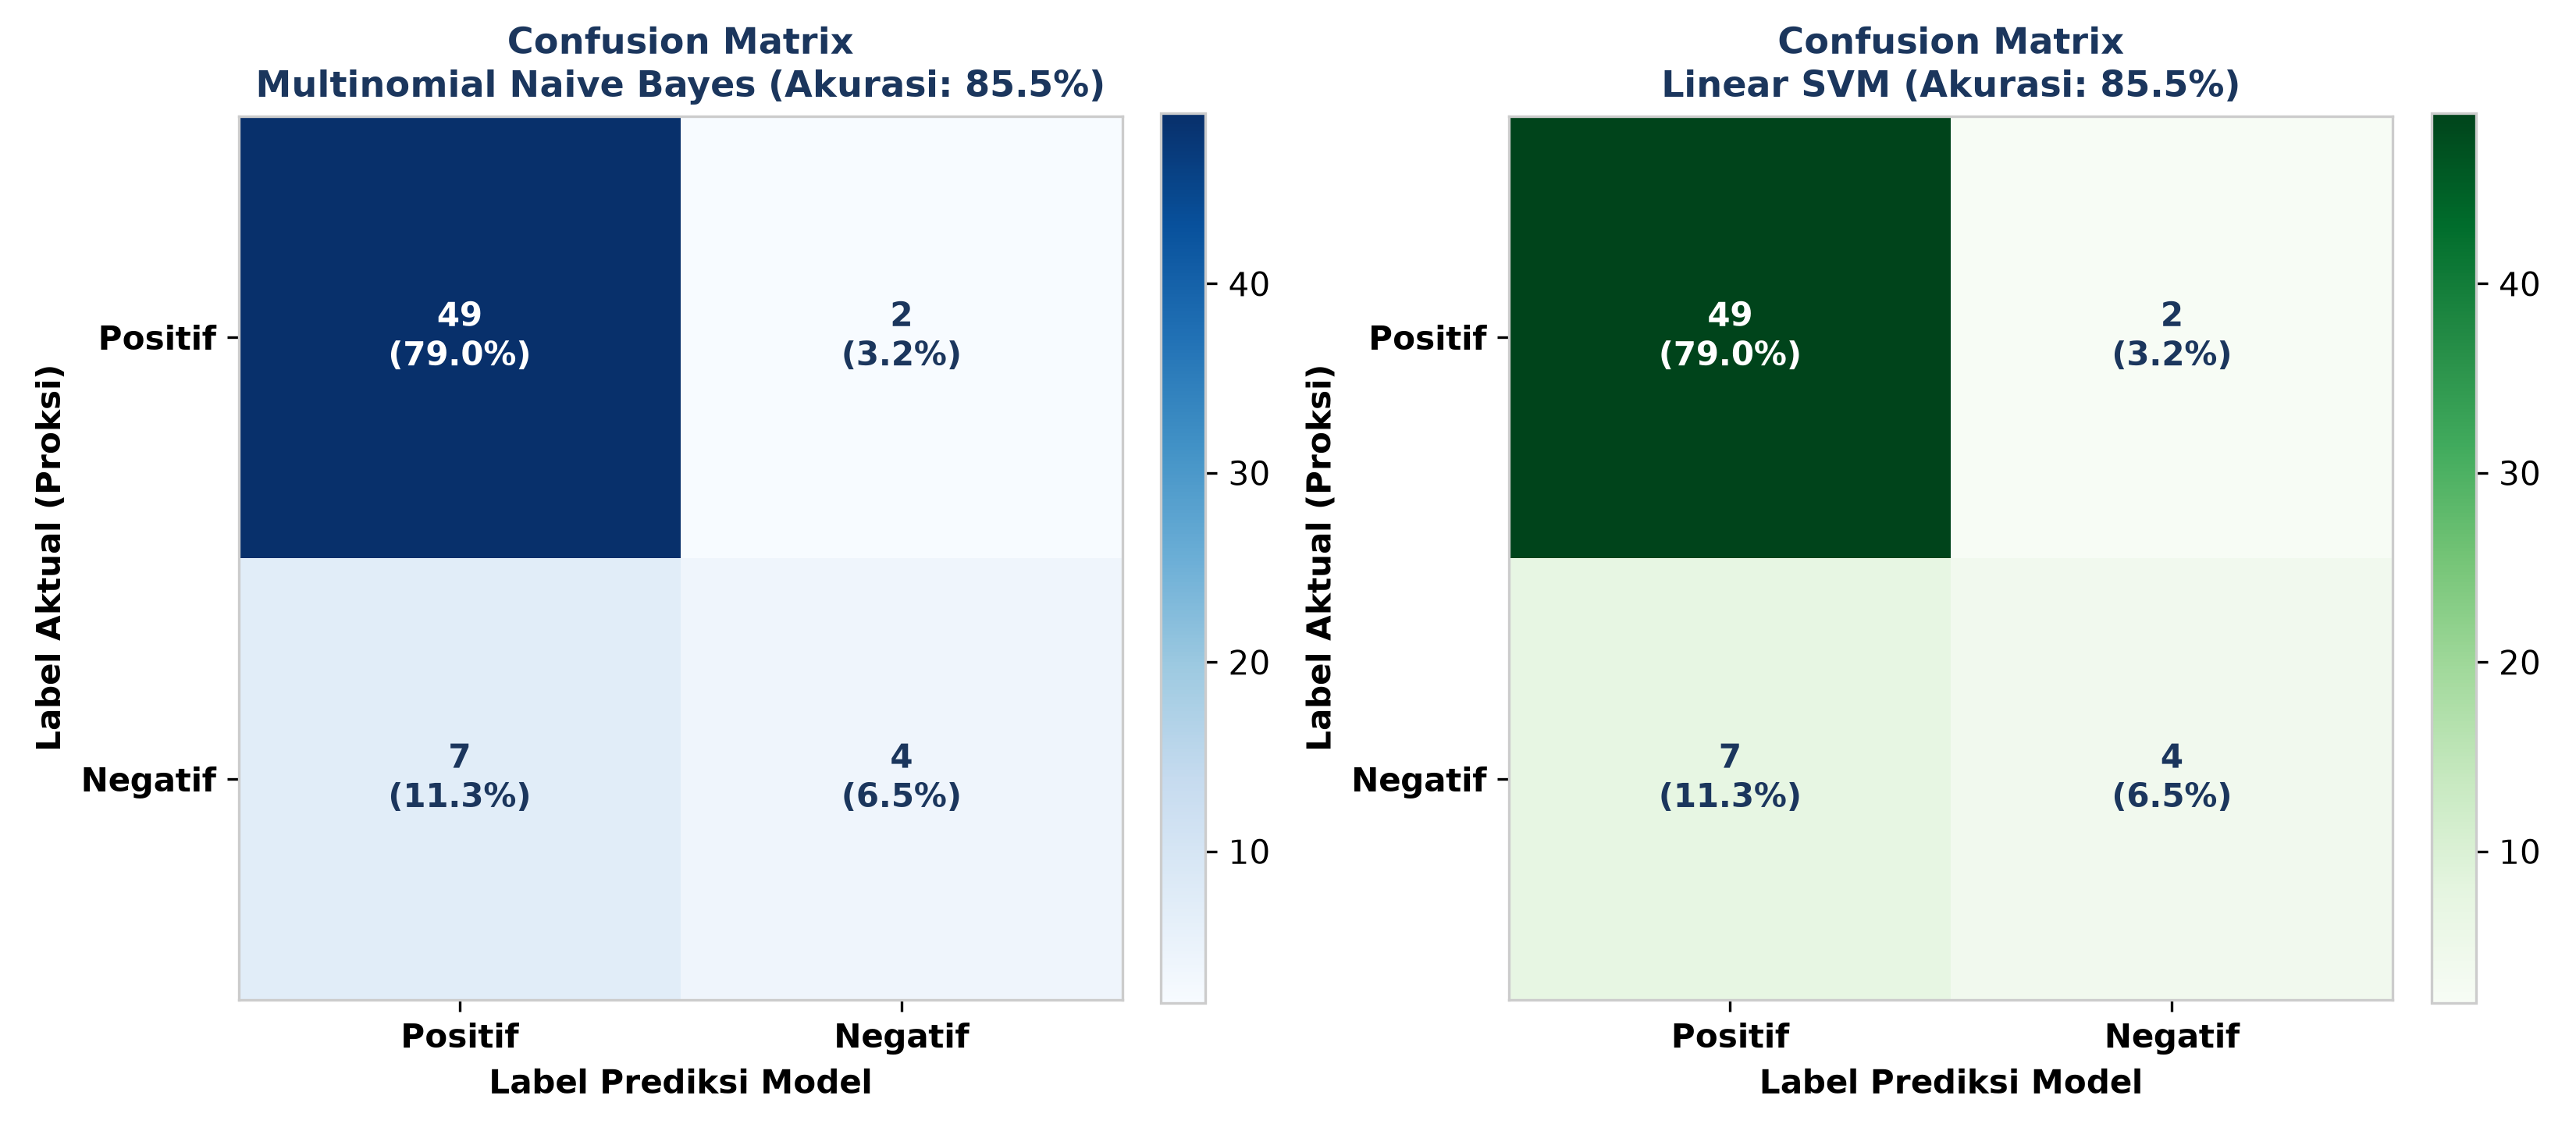 Confusion Matrix
Multinomial Naive Bayes (Akurasi: 85.5%)
Label Aktual (Proksi)
Positif
Negatif
49
(79.0%)
2
(3.2%)
7
(11.3%)
4
(6.5%)
Positif
Negatif
Label Prediksi Model
40
30
20
10
Confusion Matrix
Linear SVM (Akurasi: 85.5%)
Label Aktual (Proksi)
Positif
Negatif
49
(79.0%)
2
(3.2%)
7
(11.3%)
4
(6.5%)
Positif
Negatif
Label Prediksi Model
40
30
20
10